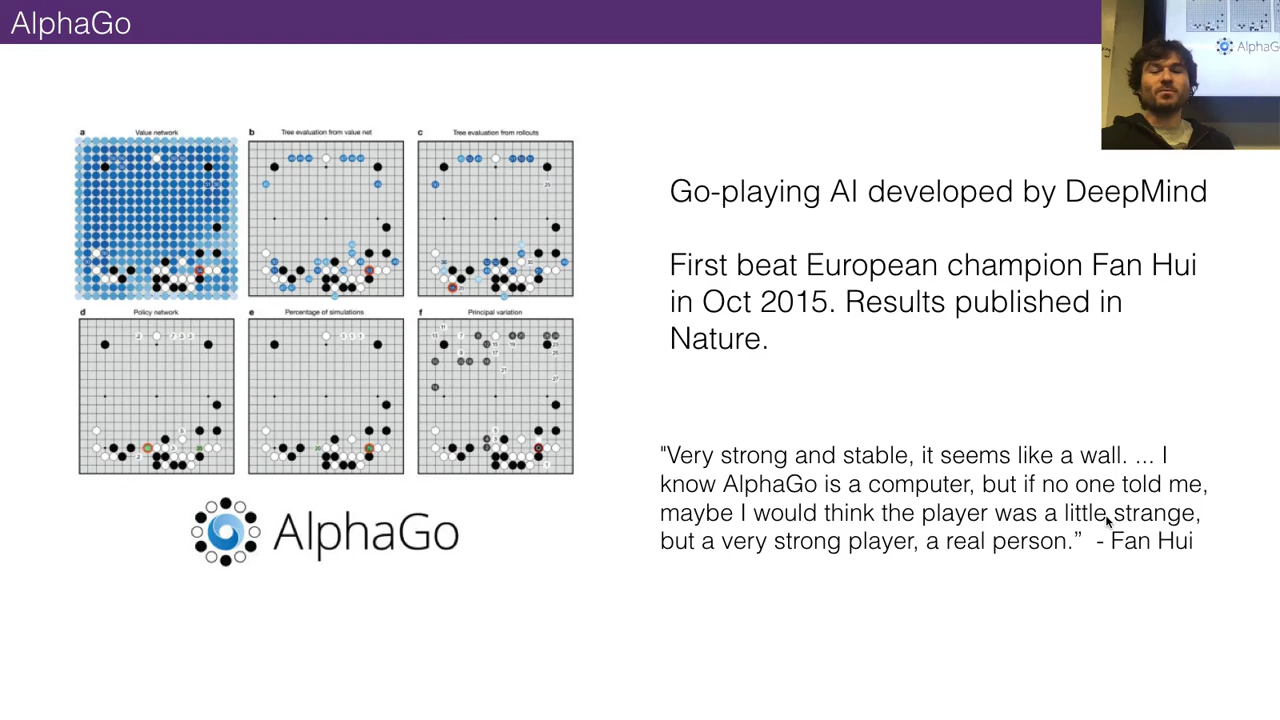 AlphaGo
AlphaG
a Value network
b Tree evaluation from value net
c Tree evaluation from rollouts
d Policy network
e Percentage of simulations
f Principal variation
AlphaGo
Go-playing AI developed by DeepMind
First beat European champion Fan Hui
in Oct 2015. Results published in
Nature.
"Very strong and stable, it seems like a wall. ... I
know AlphaGo is a computer, but if no one told me,
maybe I would think the player was a little strange,
but a very strong player, a real person.” - Fan Hui